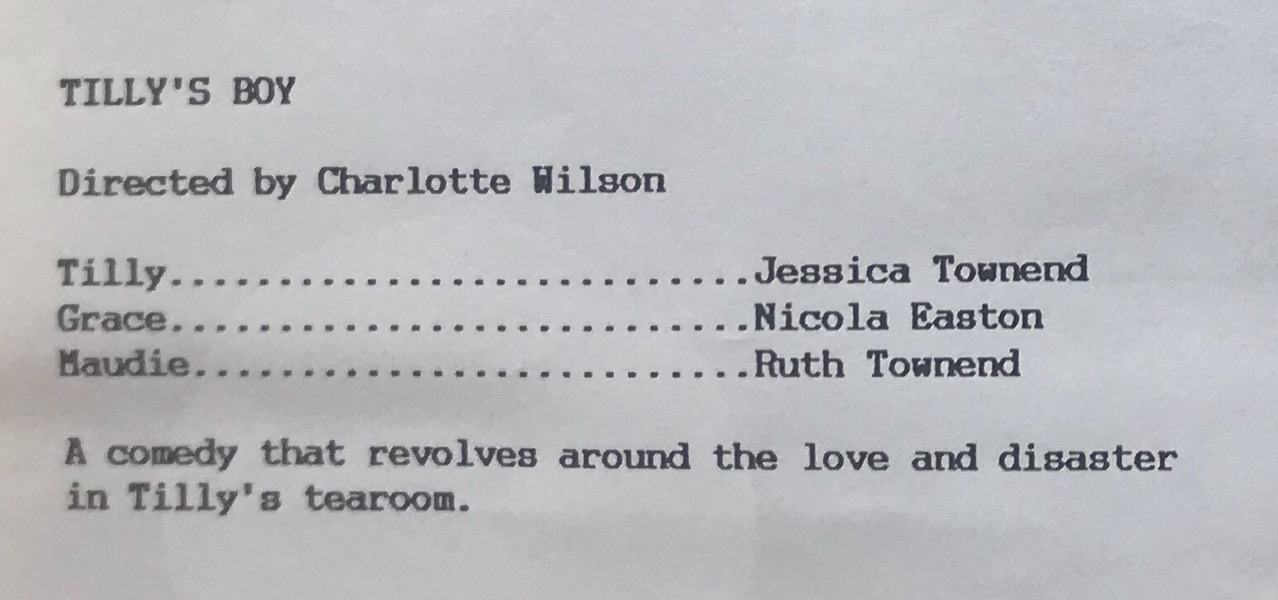 TILLY'S BOY
Directed by Charlotte Wilson
Tilly...........................Jessica Townend
Grace...........................Nicola Easton
Maudie..........................Ruth Townend
A comedy that revolves around the love and disaster
in Tilly's tearoom.